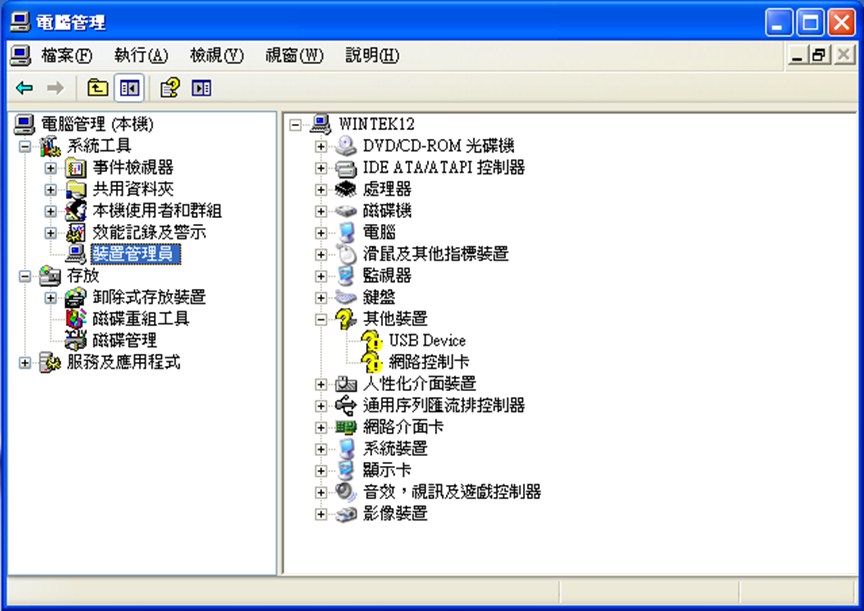 電腦管理
檔案(F) 執行(A) 檢視(V) 視窗(W) 說明(H)
電腦管理 (本機)
系統工具
事件檢視器
共用資料夾
本機使用者和群組
效能記錄及警示
裝置管理員
存放
卸除式存放裝置
磁碟重組工具
磁碟管理
服務及應用程式
WINTEK12
DVD/CD-ROM 光碟機
IDE ATA/ATAPI 控制器
處理器
磁碟機
電腦
滑鼠及其他指標裝置
監視器
鍵盤
其他裝置
USB Device
網路控制卡
人性化介面裝置
通用序列匯流排控制器
網路介面卡
系統裝置
顯示卡
音效，視訊及遊戲控制器
影像裝置